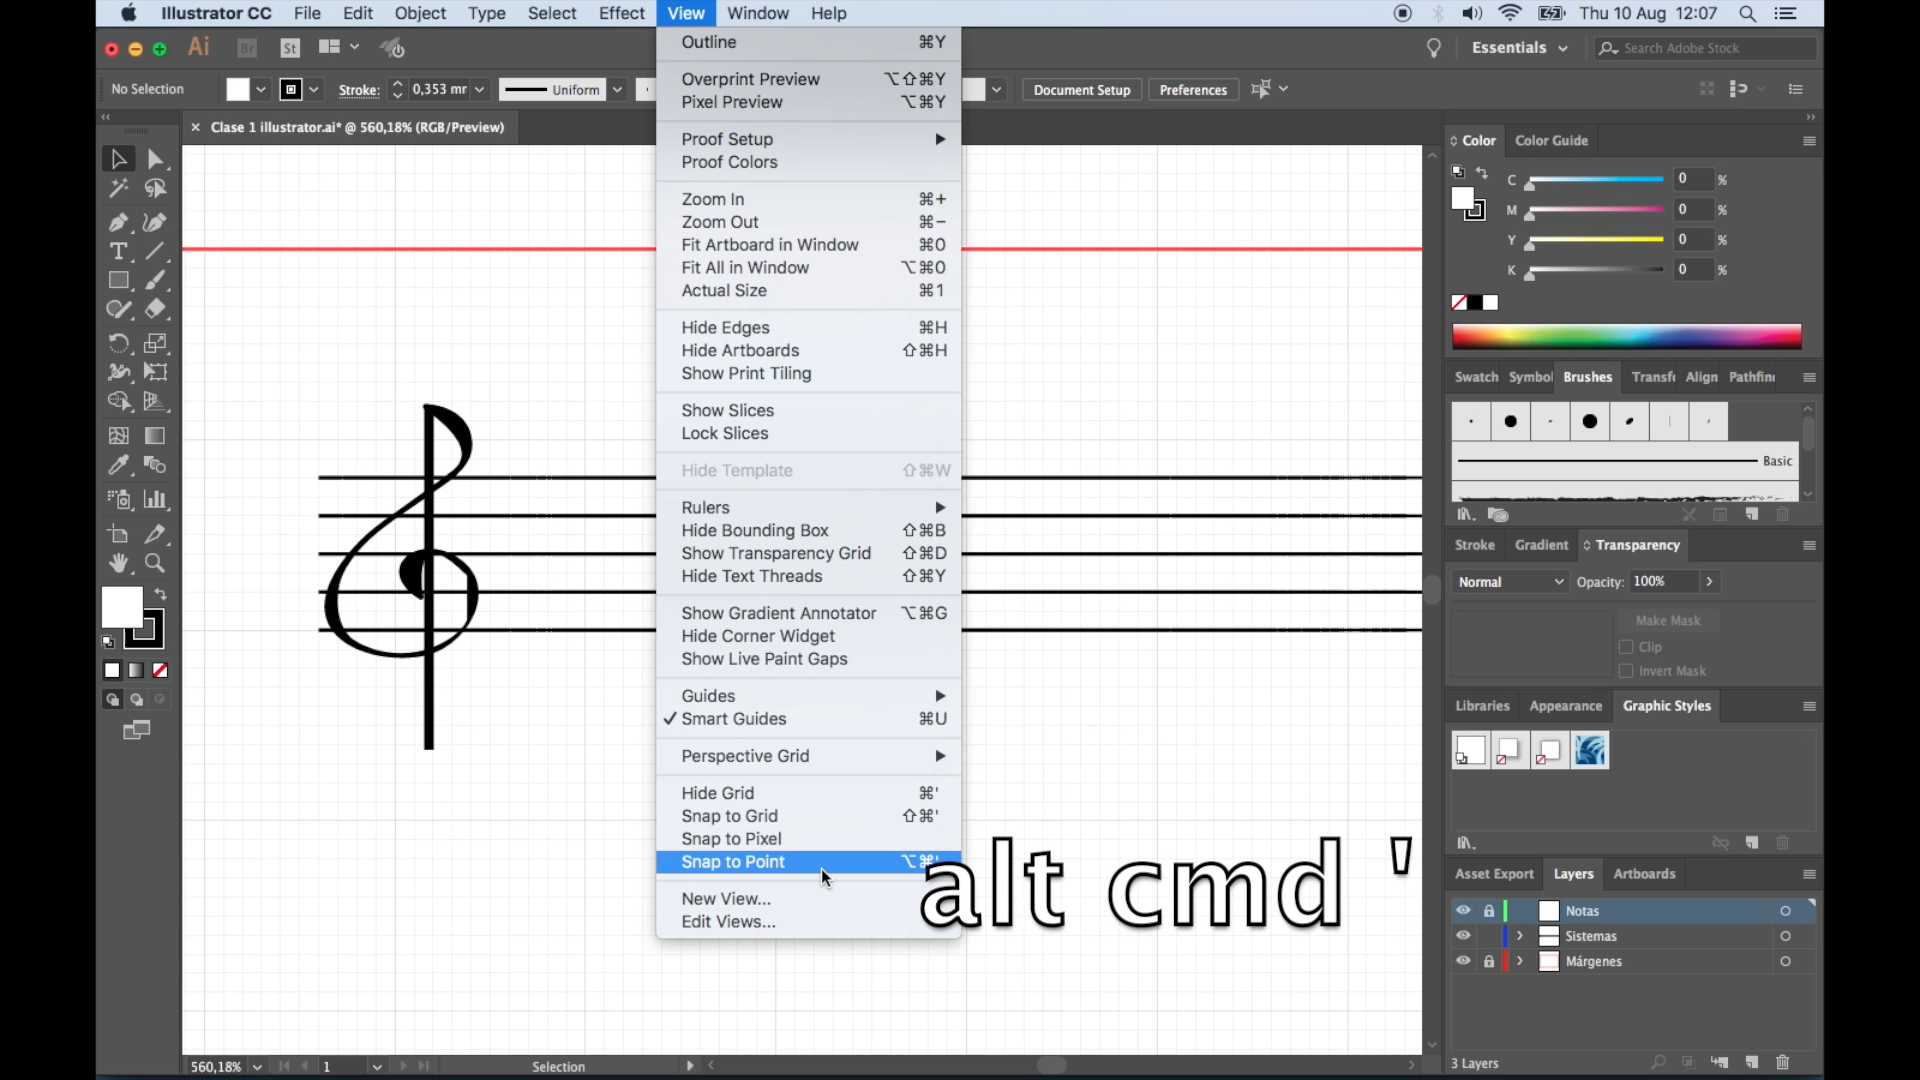 Illustrator CC File Edit Object Type Select Effect View Window Help Thu 10 Aug 12:07
Ai Br St Essentials Search Adobe Stock
No Selection Stroke: 0,353 mr Uniform Document Setup Preferences
Clase 1 illustrator.ai* @ 560,18% (RGB/Preview)
Outline ⌘Y
Overprint Preview ⌥⇧⌘Y
Pixel Preview ⌥⌘Y
Proof Setup
Proof Colors
Zoom In ⌘+
Zoom Out ⌘−
Fit Artboard in Window ⌘0
Fit All in Window ⌥⌘0
Actual Size ⌘1
Hide Edges ⌘H
Hide Artboards ⇧⌘H
Show Print Tiling
Show Slices
Lock Slices
Hide Template ⇧⌘W
Rulers
Hide Bounding Box ⇧⌘B
Show Transparency Grid ⇧⌘D
Hide Text Threads ⇧⌘Y
Show Gradient Annotator ⌥⌘G
Hide Corner Widget
Show Live Paint Gaps
Guides
✓ Smart Guides ⌘U
Perspective Grid
Hide Grid ⌘'
Snap to Grid ⇧⌘'
Snap to Pixel
Snap to Point ⌥⌘'
New View...
Edit Views...
alt cmd '
Color Color Guide
C 0 %
M 0 %
Y 0 %
K 0 %
Swatch Symbol Brushes Transfo Align Pathfin
Basic
Stroke Gradient Transparency
Normal Opacity: 100%
Make Mask
Clip
Invert Mask
Libraries Appearance Graphic Styles
Asset Export Layers Artboards
Notas
Sistemas
Márgenes
3 Layers
560,18% 1 Selection